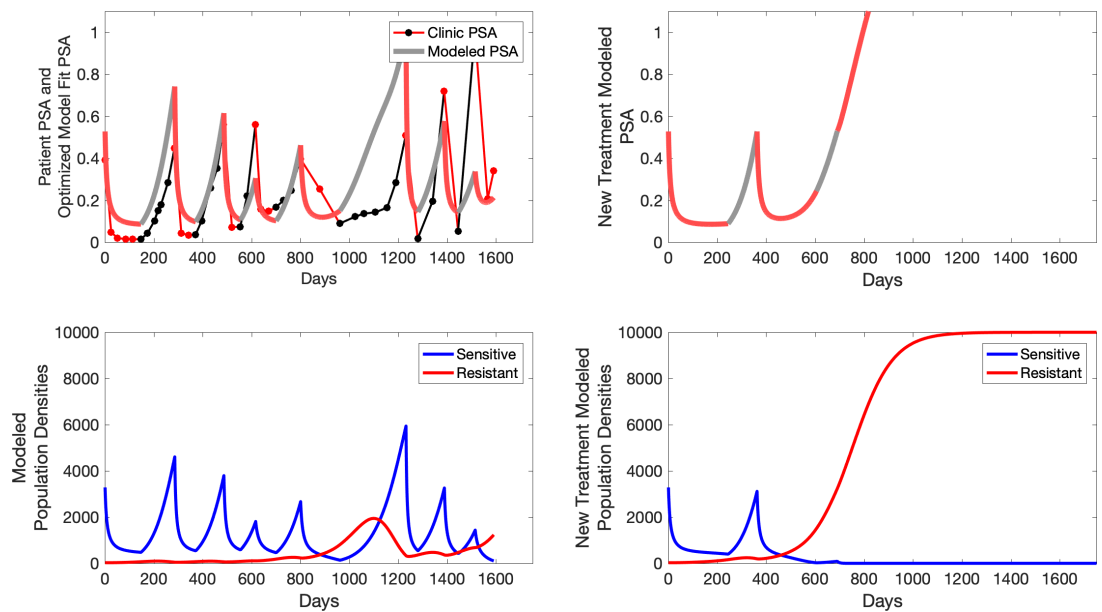 Patient PSA and
Optimized Model Fit PSA
1
0.8
0.6
0.4
0.2
0
0 200 400 600 800 1000 1200 1400 1600
Days
Clinic PSA
Modeled PSA
New Treatment Modeled
PSA
1
0.8
0.6
0.4
0.2
0
0 200 400 600 800 1000 1200 1400 1600
Days
Modeled
Population Densities
10000
8000
6000
4000
2000
0
0 200 400 600 800 1000 1200 1400 1600
Days
Sensitive
Resistant
New Treatment Modeled
Population Densities
10000
8000
6000
4000
2000
0
0 200 400 600 800 1000 1200 1400 1600
Days
Sensitive
Resistant